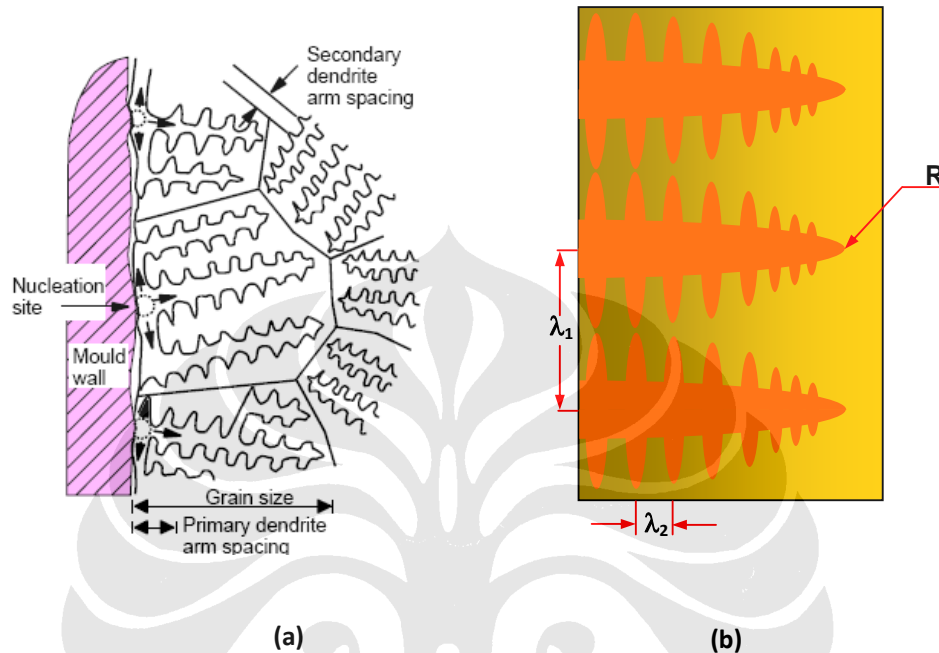 Secondary
dendrite
arm spacing
Nucleation
site
Mould
wall
Grain size
Primary dendrite
arm spacing
(a)
R
λ1
λ2
(b)